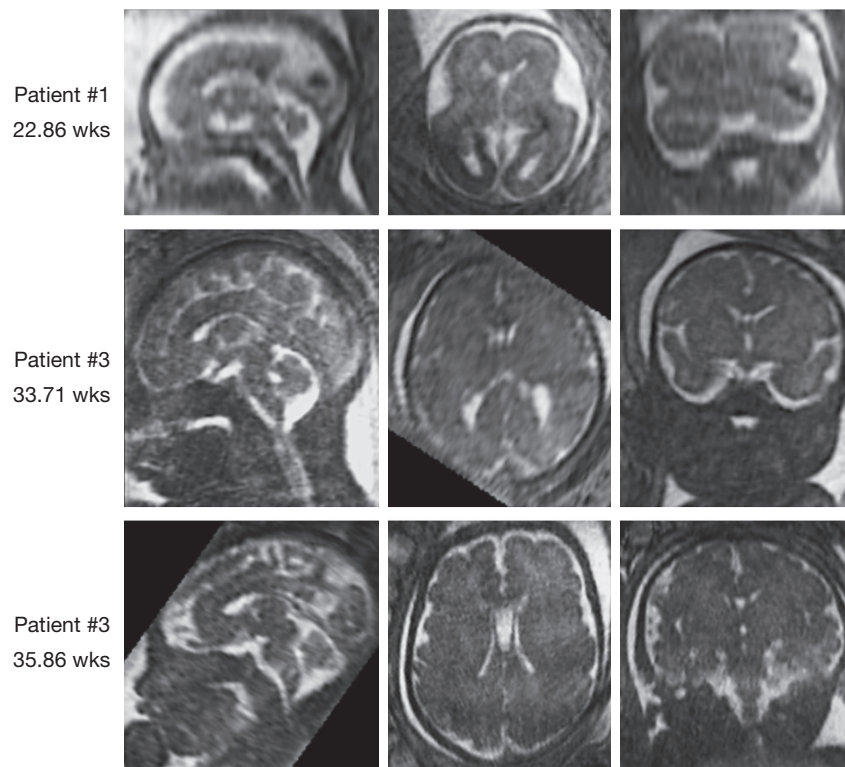 Patient #1
22.86 wks
Patient #3
33.71 wks
Patient #3
35.86 wks